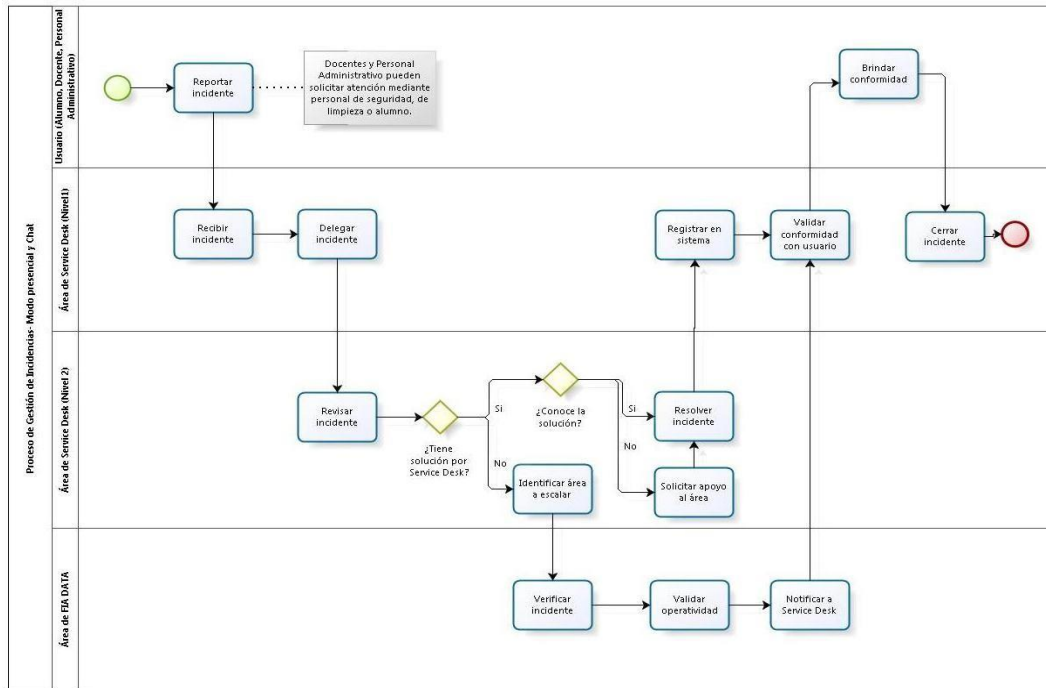 Proceso de Gestión de Incidencias- Modo presencial y Chat
Usuario (Alumno, Docente, Personal
Administrativo)
Reportar
incidente
Docentes y Personal
Administrativo pueden
solicitar atención mediante
personal de seguridad, de
limpieza o alumno.
Brindar
conformidad
Área de Service Desk (Nivel1)
Recibir
incidente
Delegar
incidente
Registrar en
sistema
Validar
conformidad
con usuario
Cerrar
incidente
Área de Service Desk (Nivel 2)
Revisar
incidente
¿Tiene
solución por
Service Desk?
Si
No
¿Conoce la
solución?
Si
No
Resolver
incidente
Identificar área
a escalar
Solicitar apoyo
al área
Área de FIA DATA
Verificar
incidente
Validar
operatividad
Notificar a
Service Desk